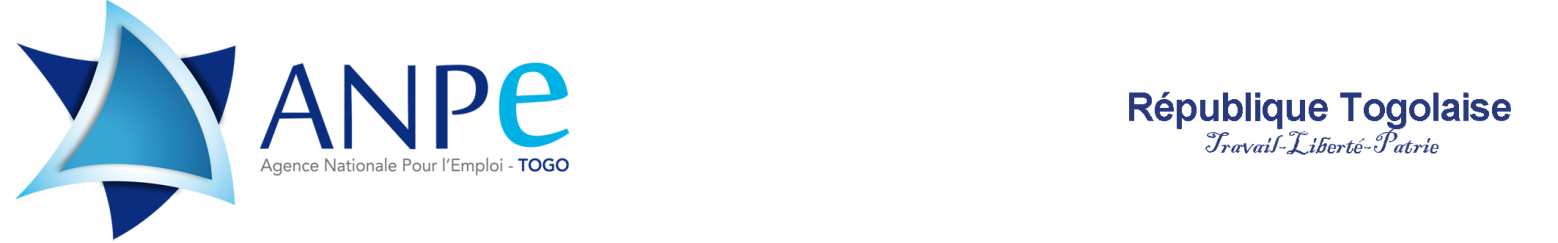 ANPe
Agence Nationale Pour l'Emploi - TOGO
République Togolaise
Travail-Liberté-Patrie